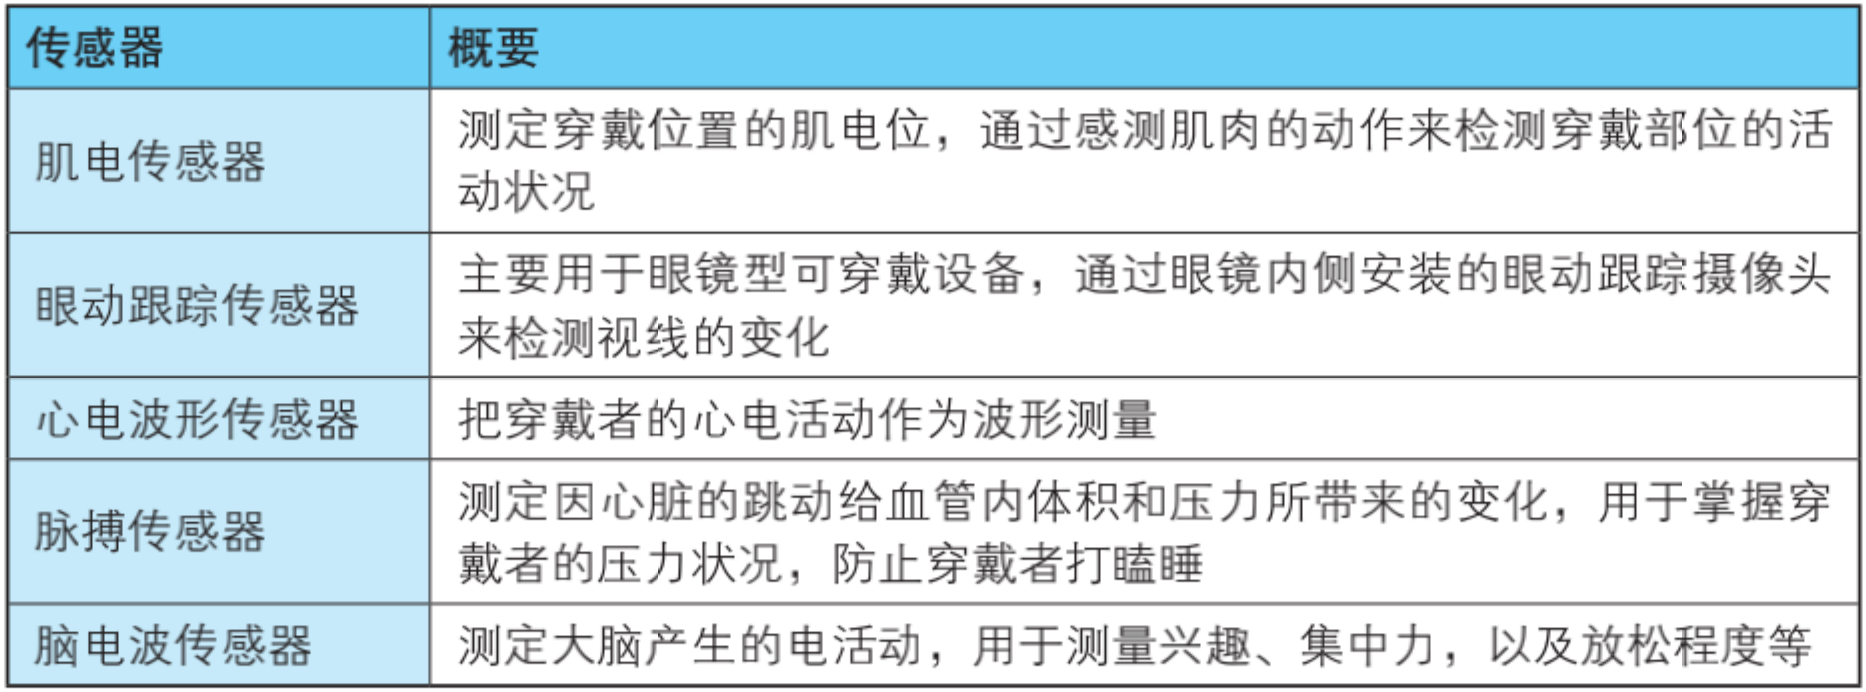 传感器
概要
肌电传感器
测定穿戴位置的肌电位，通过感测肌肉的动作来检测穿戴部位的活
动状况
眼动跟踪传感器
主要用于眼镜型可穿戴设备，通过眼镜内侧安装的眼动跟踪摄像头
来检测视线的变化
心电波形传感器
把穿戴者的心电活动作为波形测量
脉搏传感器
测定因心脏的跳动给血管内体积和压力所带来的变化，用于掌握穿
戴者的压力状况，防止穿戴者打瞌睡
脑电波传感器
测定大脑产生的电活动，用于测量兴趣、集中力，以及放松程度等